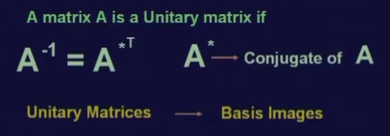 A matrix A is a Unitary matrix if
A⁻¹ = A*ᵀ A* → Conjugate of A
Unitary Matrices → Basis Images